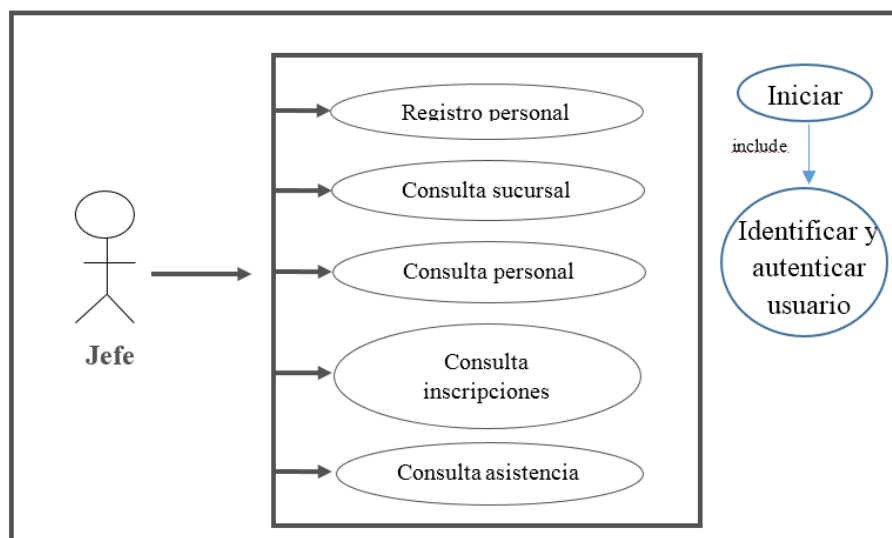 Registro personal
Consulta sucursal
Consulta personal
Consulta
inscripciones
Consulta asistencia
Jefe
Iniciar
include
Identificar y
autenticar
usuario